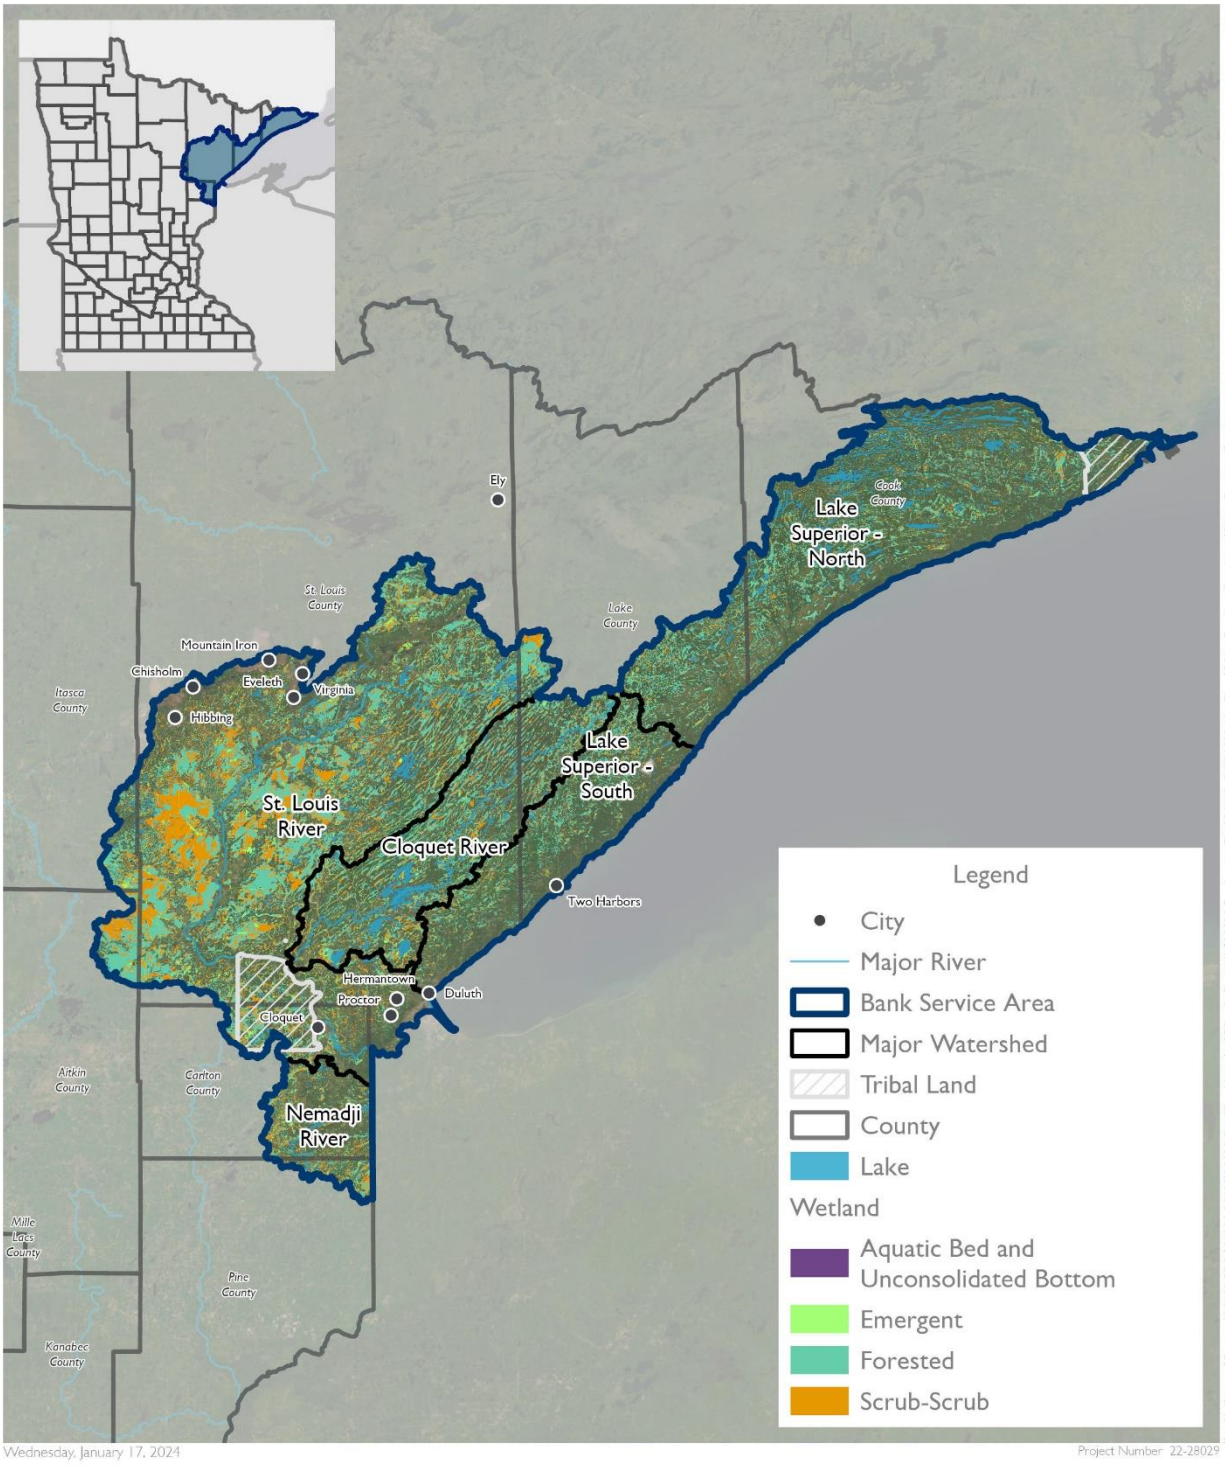 Ely
Cook
County
Lake
Superior -
North
St. Louis
County
Lake
County
Mountain Iron
Chisholm
Eveleth
Virginia
Itasca
County
Hibbing
Lake
Superior -
South
St. Louis
River
Cloquet River
Two Harbors
Hermantown
Proctor
Duluth
Cloquet
Aitkin
County
Carlton
County
Nemadji
River
Mille
Lacs
County
Pine
County
Kanabec
County
Legend
City
Major River
Bank Service Area
Major Watershed
Tribal Land
County
Lake
Wetland
Aquatic Bed and
Unconsolidated Bottom
Emergent
Forested
Scrub-Scrub
Wednesday, January 17, 2024
Project Number 22-28029